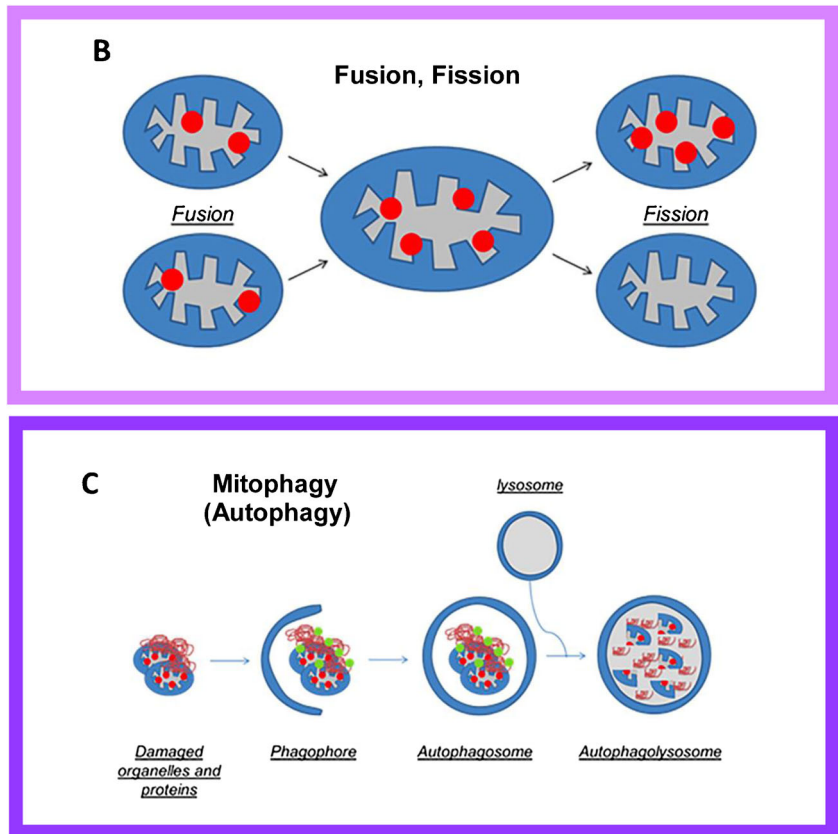 B
Fusion, Fission
Fusion
Fission
C
Mitophagy
(Autophagy)
lysosome
Damaged
organelles and
proteins
Phagophore
Autophagosome
Autophagolysosome